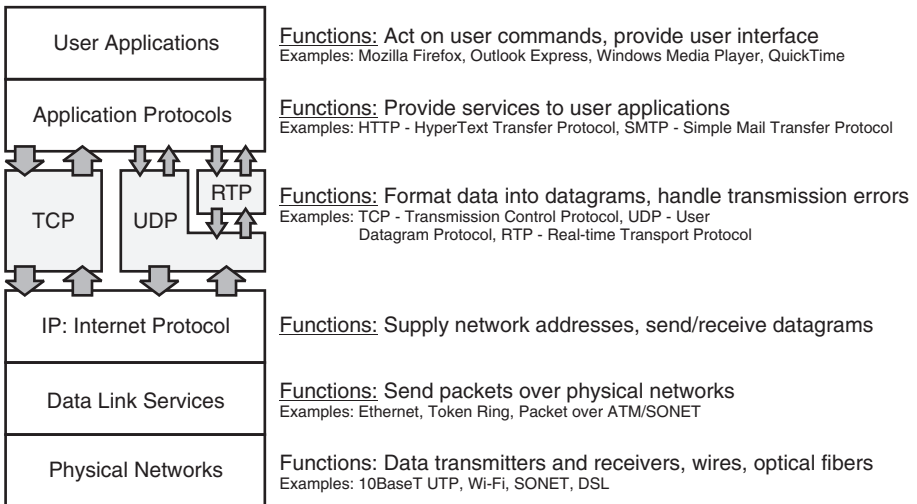 User Applications
Functions: Act on user commands, provide user interface
Examples: Mozilla Firefox, Outlook Express, Windows Media Player, QuickTime
Application Protocols
Functions: Provide services to user applications
Examples: HTTP - HyperText Transfer Protocol, SMTP - Simple Mail Transfer Protocol
TCP
UDP
RTP
Functions: Format data into datagrams, handle transmission errors
Examples: TCP - Transmission Control Protocol, UDP - User
Datagram Protocol, RTP - Real-time Transport Protocol
IP: Internet Protocol
Functions: Supply network addresses, send/receive datagrams
Data Link Services
Functions: Send packets over physical networks
Examples: Ethernet, Token Ring, Packet over ATM/SONET
Physical Networks
Functions: Data transmitters and receivers, wires, optical fibers
Examples: 10BaseT UTP, Wi-Fi, SONET, DSL